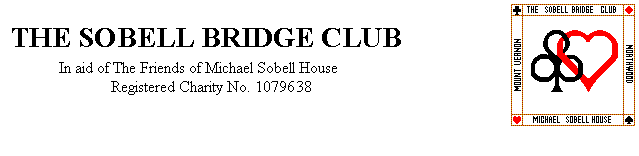 THE SOBELL BRIDGE CLUB
In aid of The Friends of Michael Sobell House
Registered Charity No. 1079638
THE SOBELL BRIDGE CLUB
MOUNT VERNON
NORTHWOOD
MICHAEL SOBELL HOUSE